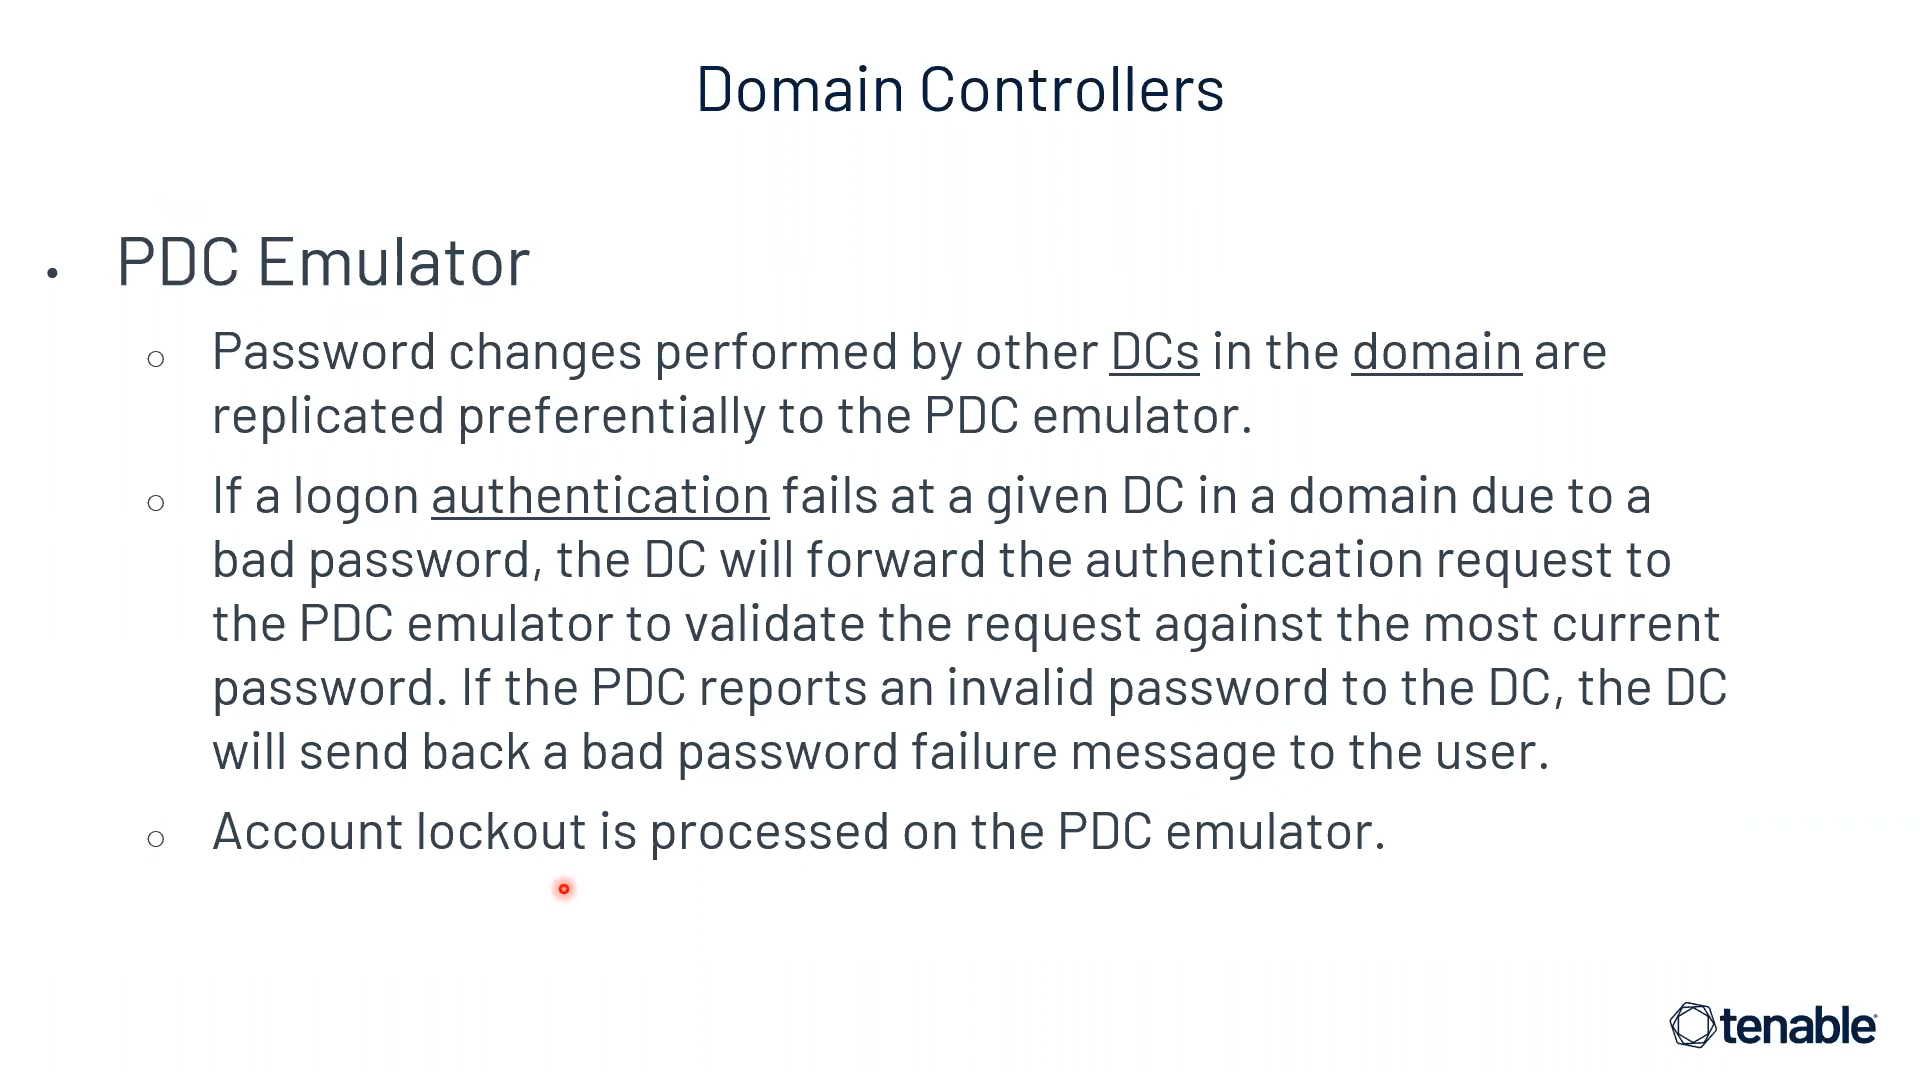 Domain Controllers
• PDC Emulator
○ Password changes performed by other DCs in the domain are
replicated preferentially to the PDC emulator.
○ If a logon authentication fails at a given DC in a domain due to a
bad password, the DC will forward the authentication request to
the PDC emulator to validate the request against the most current
password. If the PDC reports an invalid password to the DC, the DC
will send back a bad password failure message to the user.
○ Account lockout is processed on the PDC emulator.
tenable